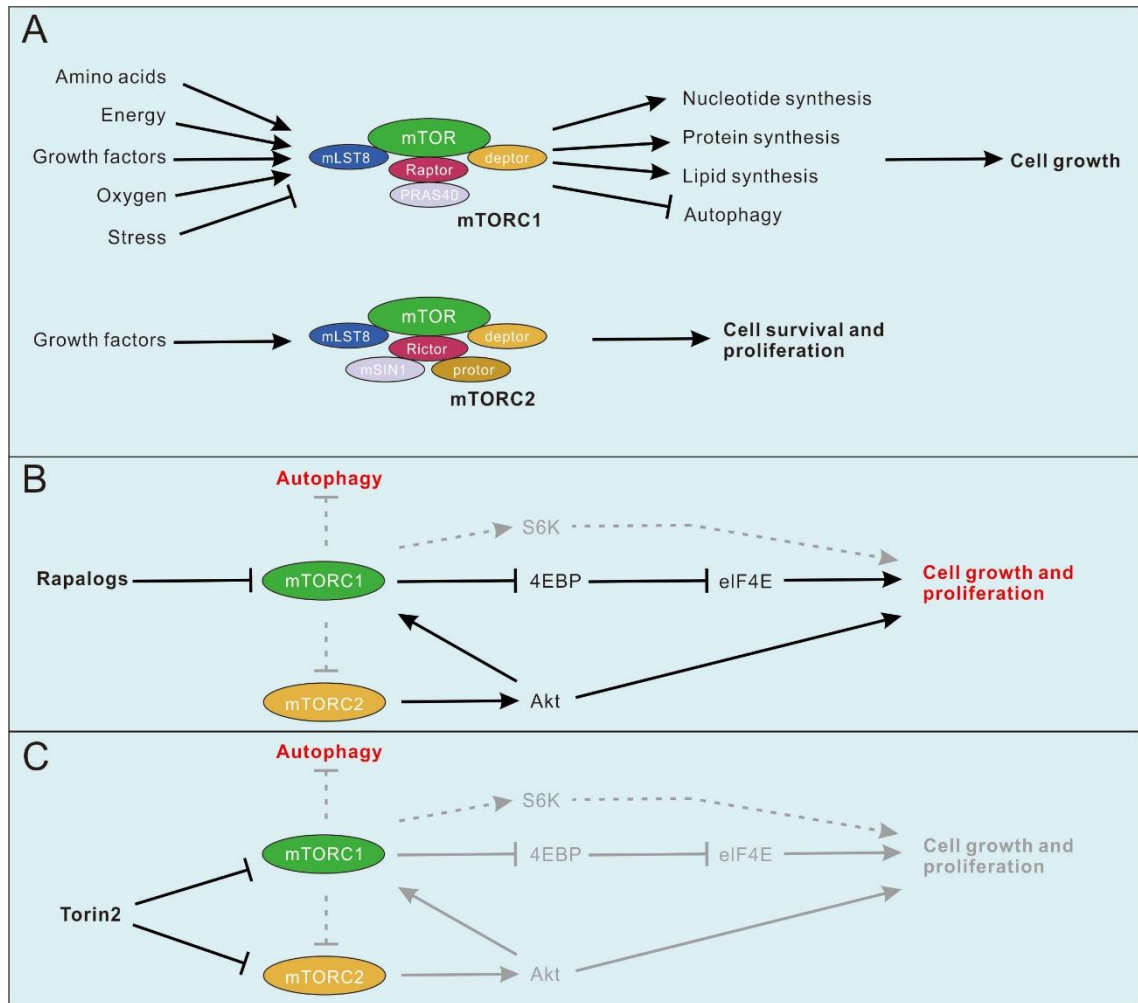 A
Amino acids
Energy
Growth factors
Oxygen
Stress
mTOR
mLST8
deptor
Raptor
PRAS40
mTORC1
Nucleotide synthesis
Protein synthesis
Lipid synthesis
Autophagy
Cell growth
Growth factors
mTOR
mLST8
deptor
Rictor
mSIN1
protor
mTORC2
Cell survival and
proliferation
B
Autophagy
S6K
Rapalogs
mTORC1
4EBP
eIF4E
Cell growth and
proliferation
mTORC2
Akt
C
Autophagy
S6K
mTORC1
4EBP
eIF4E
Cell growth and
proliferation
Torin2
mTORC2
Akt